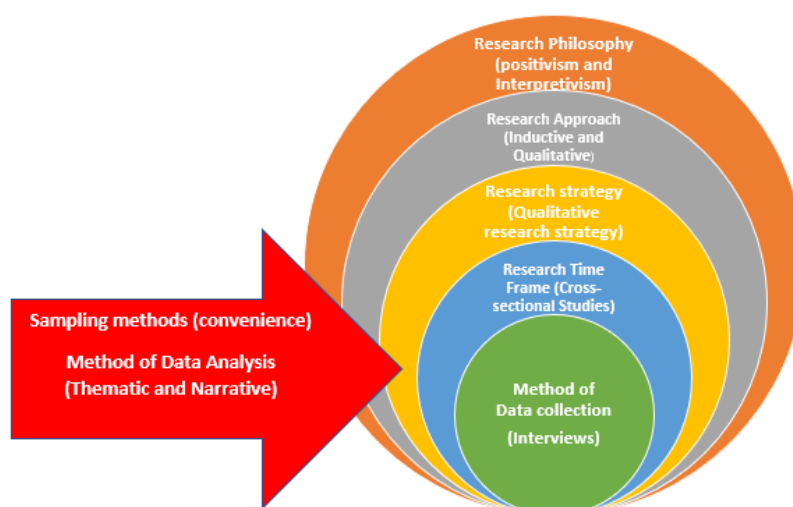 Research Philosophy
(positivism and
Interpretivism)
Research Approach
(Inductive and
Qualitative)
Research strategy
(Qualitative
research strategy)
Research Time
Frame (Cross-
sectional Studies)
Method of
Data collection
(Interviews)
Sampling methods (convenience)
Method of Data Analysis
(Thematic and Narrative)